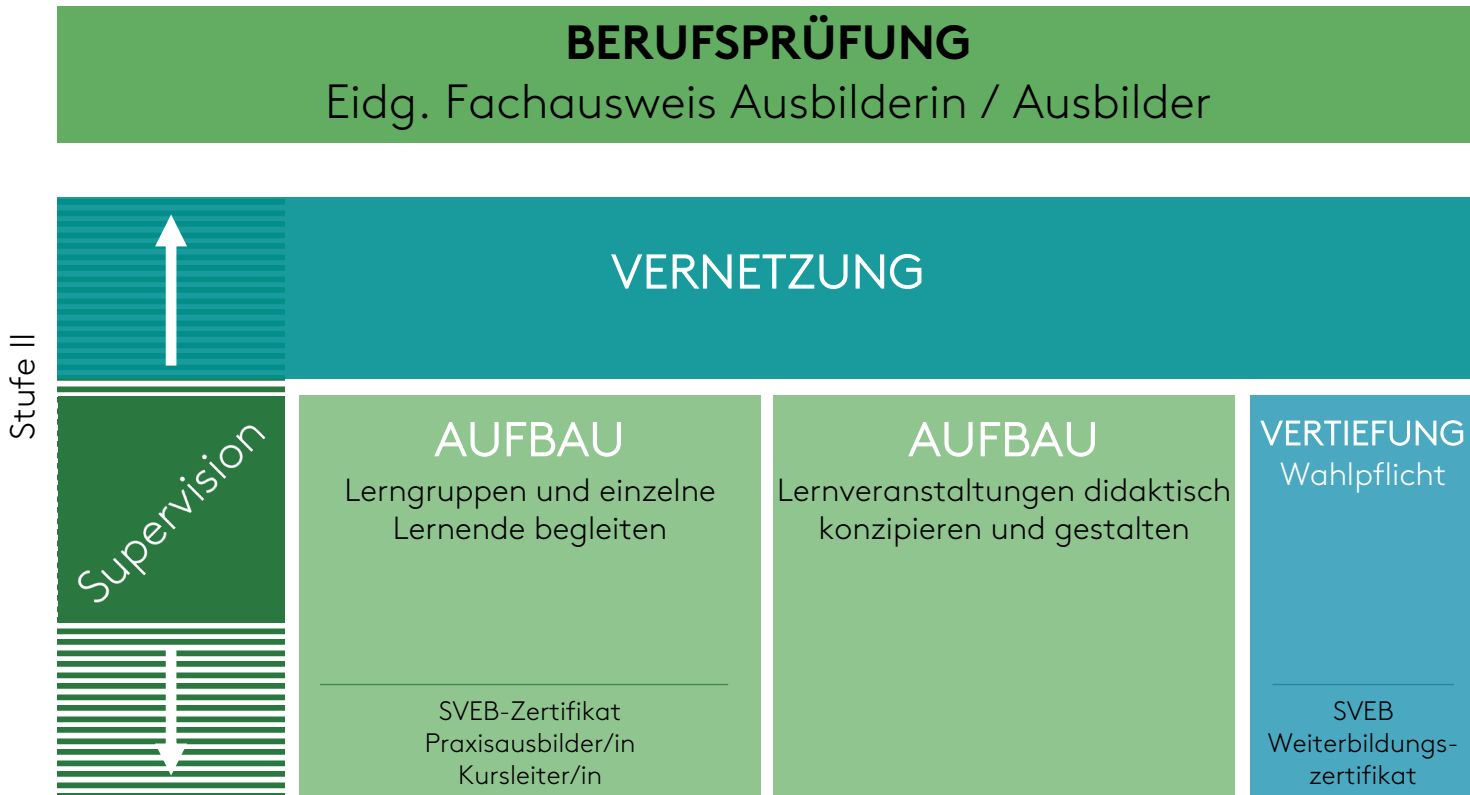 BERUFSPRÜFUNG
Eidg. Fachausweis Ausbilderin / Ausbilder
Stufe II
VERNETZUNG
Supervision
AUFBAU
Lerngruppen und einzelne
Lernende begleiten
SVEB-Zertifikat
Praxisausbilder/in
Kursleiter/in
AUFBAU
Lernveranstaltungen didaktisch
konzipieren und gestalten
VERTIEFUNG
Wahlpflicht
SVEB
Weiterbildungs-
zertifikat